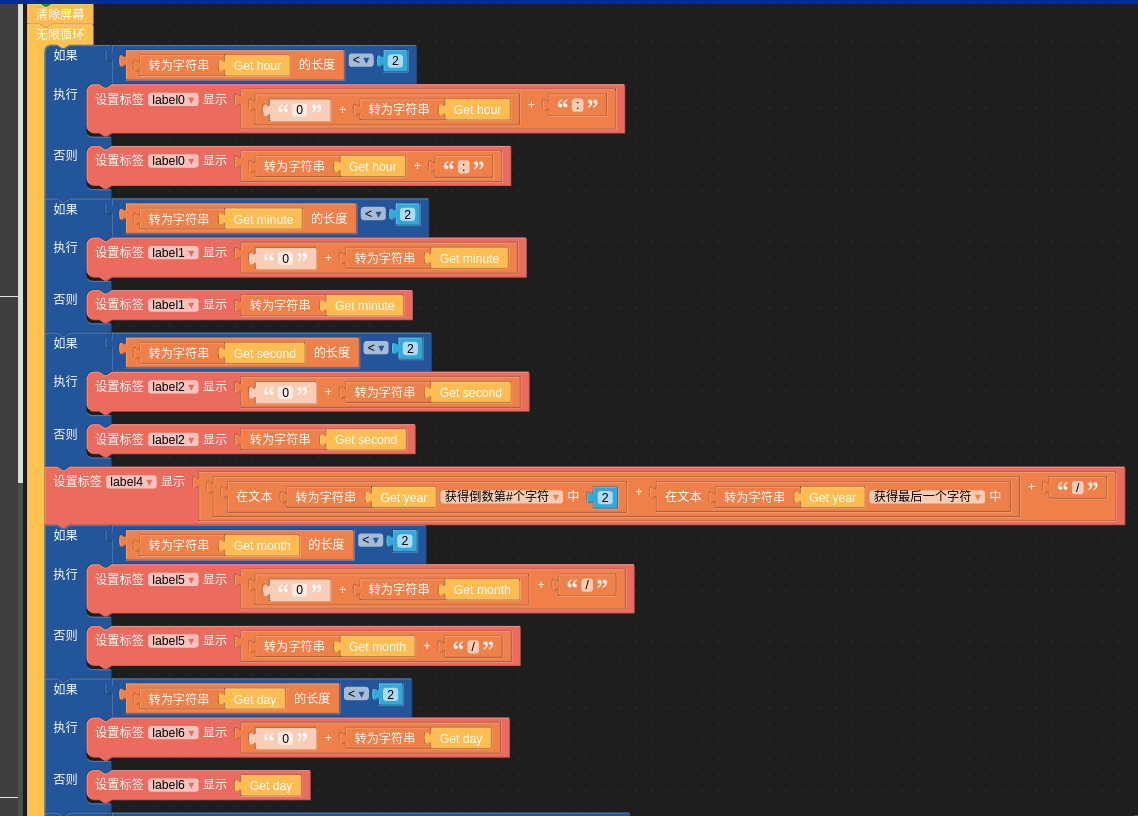 清除屏幕
无限循环
如果 转为字符串 Get hour 的长度 < ▾ 2
执行 设置标签 label0 ▾ 显示 “ 0 ” + 转为字符串 Get hour + “ : ”
否则 设置标签 label0 ▾ 显示 转为字符串 Get hour + “ : ”
如果 转为字符串 Get minute 的长度 < ▾ 2
执行 设置标签 label1 ▾ 显示 “ 0 ” + 转为字符串 Get minute
否则 设置标签 label1 ▾ 显示 转为字符串 Get minute
如果 转为字符串 Get second 的长度 < ▾ 2
执行 设置标签 label2 ▾ 显示 “ 0 ” + 转为字符串 Get second
否则 设置标签 label2 ▾ 显示 转为字符串 Get second
设置标签 label4 ▾ 显示 在文本 转为字符串 Get year 获得倒数第#个字符 ▾ 中 2 + 在文本 转为字符串 Get year 获得最后一个字符 ▾ 中 + “ / ”
如果 转为字符串 Get month 的长度 < ▾ 2
执行 设置标签 label5 ▾ 显示 “ 0 ” + 转为字符串 Get month + “ / ”
否则 设置标签 label5 ▾ 显示 转为字符串 Get month + “ / ”
如果 转为字符串 Get day 的长度 < ▾ 2
执行 设置标签 label6 ▾ 显示 “ 0 ” + 转为字符串 Get day
否则 设置标签 label6 ▾ 显示 Get day